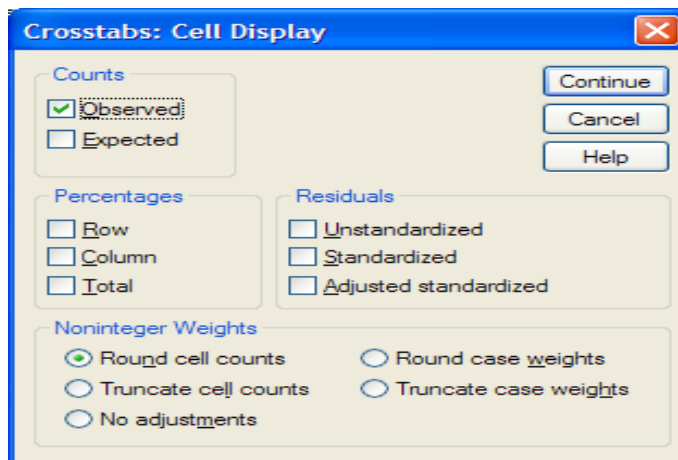 Crosstabs: Cell Display
Counts
Observed
Expected
Continue
Cancel
Help
Percentages
Row
Column
Total
Residuals
Unstandardized
Standardized
Adjusted standardized
Noninteger Weights
Round cell counts
Round case weights
Truncate cell counts
Truncate case weights
No adjustments